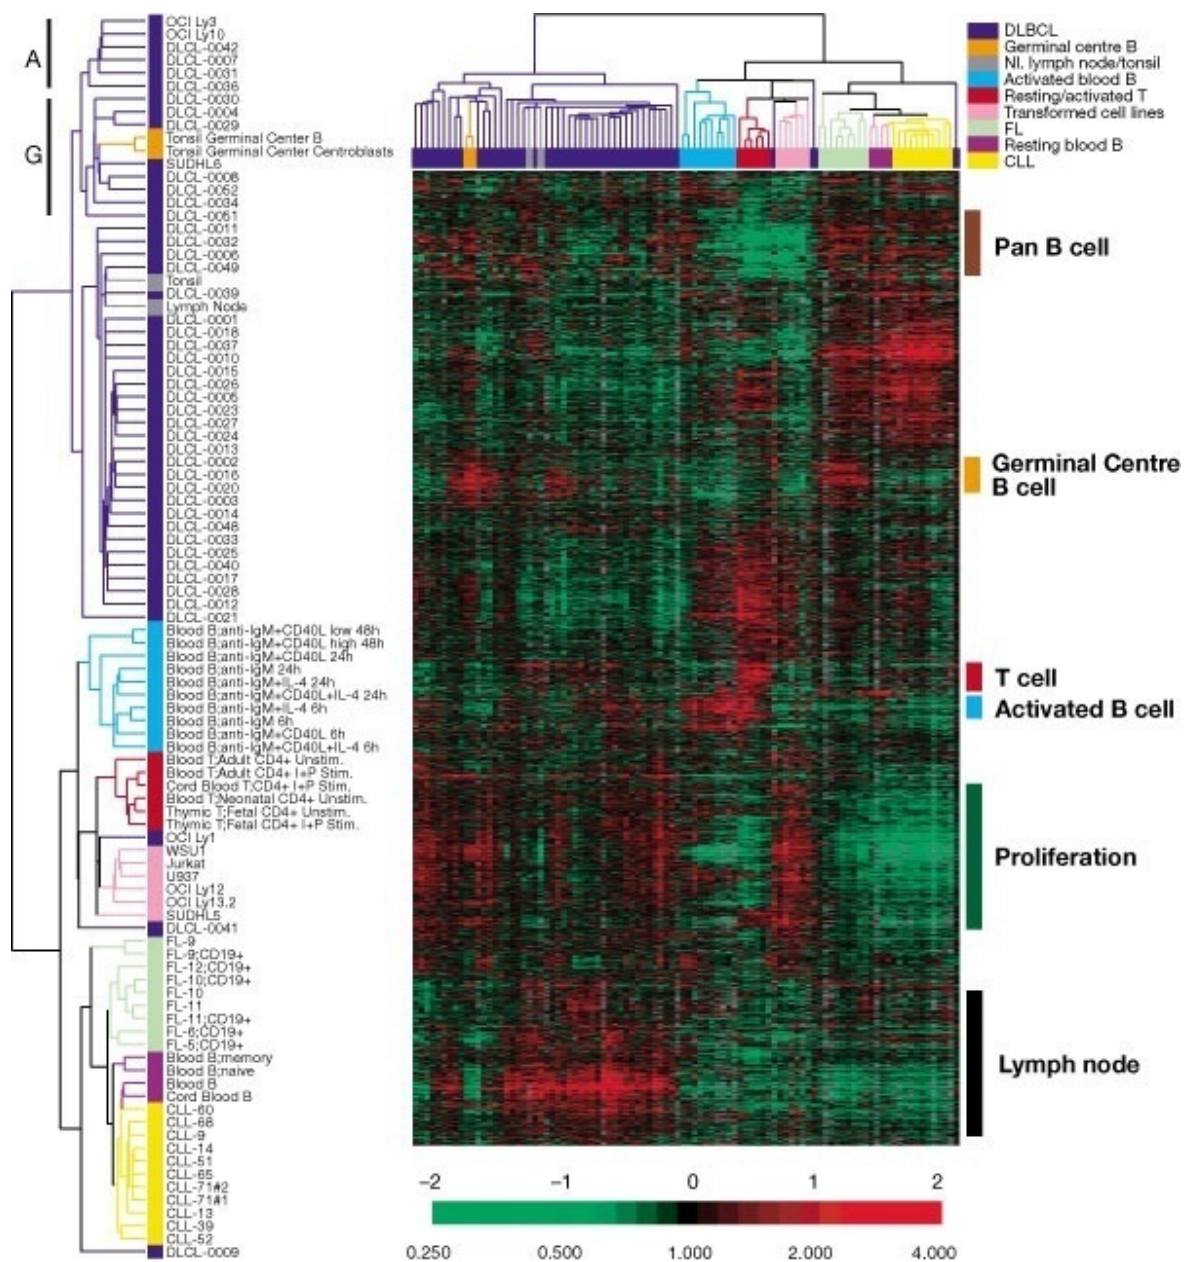 A
G
OCI Ly3
OCI Ly10
DLCL-0042
DLCL-0007
DLCL-0031
DLCL-0036
DLCL-0030
DLCL-0004
DLCL-0029
Tonsil Germinal Center B
Tonsil Germinal Center Centroblasts
SUDHL6
DLCL-0008
DLCL-0052
DLCL-0034
DLCL-0051
DLCL-0011
DLCL-0032
DLCL-0006
DLCL-0049
Tonsil
DLCL-0039
Lymph Node
DLCL-0001
DLCL-0018
DLCL-0037
DLCL-0010
DLCL-0015
DLCL-0026
DLCL-0005
DLCL-0023
DLCL-0027
DLCL-0024
DLCL-0013
DLCL-0002
DLCL-0016
DLCL-0020
DLCL-0003
DLCL-0014
DLCL-0048
DLCL-0033
DLCL-0025
DLCL-0040
DLCL-0017
DLCL-0028
DLCL-0012
DLCL-0021
Blood B;anti-IgM+CD40L low 48h
Blood B;anti-IgM+CD40L high 48h
Blood B;anti-IgM+CD40L 24h
Blood B;anti-IgM 24h
Blood B;anti-IgM+IL-4 24h
Blood B;anti-IgM+CD40L+IL-4 24h
Blood B;anti-IgM+IL-4 6h
Blood B;anti-IgM 6h
Blood B;anti-IgM+CD40L 6h
Blood B;anti-IgM+CD40L+IL-4 6h
Blood T;Adult CD4+ Unstim.
Blood T;Adult CD4+ I+P Stim.
Cord Blood T;CD4+ I+P Stim.
Blood T;Neonatal CD4+ Unstim.
Thymic T;Fetal CD4+ Unstim.
Thymic T;Fetal CD4+ I+P Stim.
OCI Ly1
WSU1
Jurkat
U937
OCI Ly12
OCI Ly13.2
SUDHL5
DLCL-0041
FL-9
FL-9;CD19+
FL-12;CD19+
FL-10;CD19+
FL-10
FL-11
FL-11;CD19+
FL-6;CD19+
FL-5;CD19+
Blood B;memory
Blood B;naive
Blood B
Cord Blood B
CLL-60
CLL-68
CLL-9
CLL-14
CLL-51
CLL-65
CLL-71#2
CLL-71#1
CLL-13
CLL-39
CLL-52
DLCL-0009
DLBCL
Germinal centre B
Nl. lymph node/tonsil
Activated blood B
Resting/activated T
Transformed cell lines
FL
Resting blood B
CLL
Pan B cell
Germinal Centre
B cell
T cell
Activated B cell
Proliferation
Lymph node
−2 −1 0 1 2
0.250 0.500 1.000 2.000 4.000